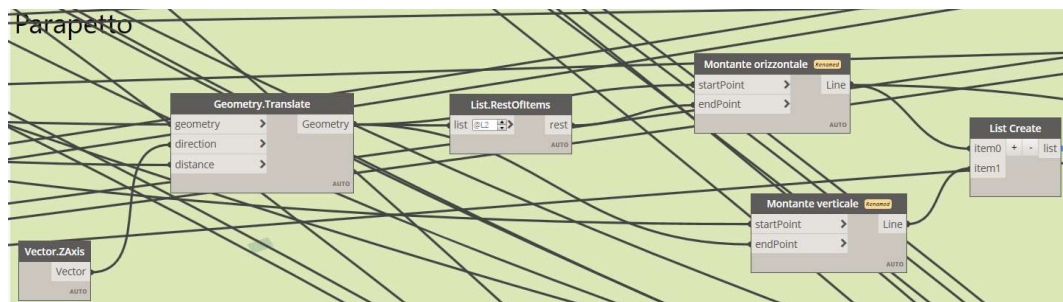 Parapetto
Geometry.Translate
geometry > Geometry
direction >
distance >
AUTO
List.RestOfItems
list @L2 > rest
AUTO
Montante orizzontale Renamed
startPoint > Line
endPoint >
AUTO
List Create
item0 + - list
item1
AUTO
Montante verticale Renamed
startPoint > Line
endPoint >
AUTO
Vector.ZAxis
Vector
AUTO